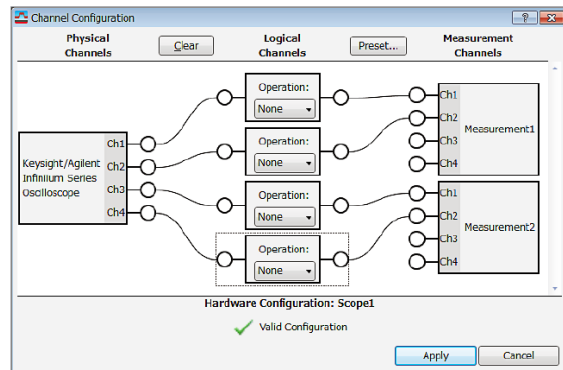 Channel Configuration
Physical
Channels
Clear
Logical
Channels
Preset...
Measurement
Channels
Keysight/Agilent
Infiniium Series
Oscilloscope
Ch1
Ch2
Ch3
Ch4
Operation:
None
Operation:
None
Operation:
None
Operation:
None
Ch1
Ch2
Ch3
Ch4
Measurement1
Ch1
Ch2
Ch3
Ch4
Measurement2
Hardware Configuration: Scope1
Valid Configuration
Apply
Cancel